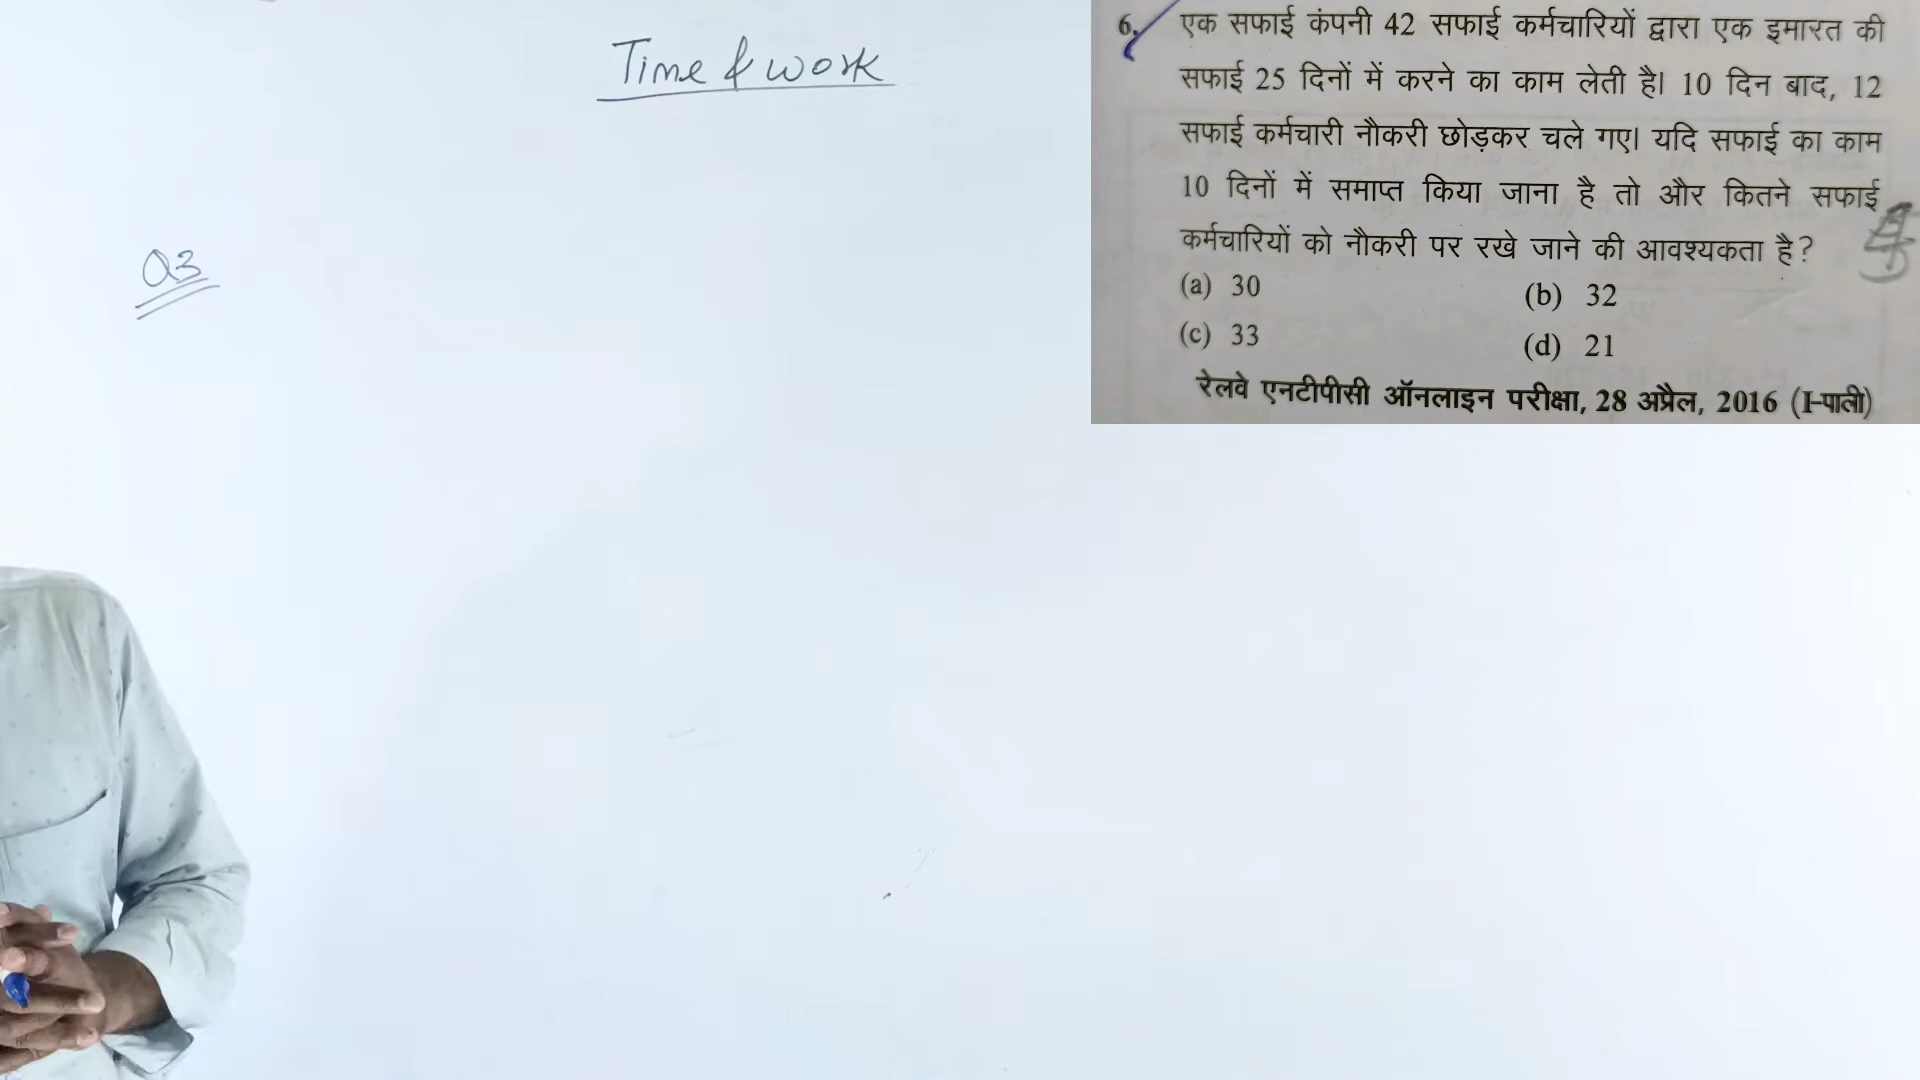 Time & work
Q3
6. एक सफाई कंपनी 42 सफाई कर्मचारियों द्वारा एक इमारत की
सफाई 25 दिनों में करने का काम लेती है। 10 दिन बाद, 12
सफाई कर्मचारी नौकरी छोड़कर चले गए। यदि सफाई का काम
10 दिनों में समाप्त किया जाना है तो और कितने सफाई
कर्मचारियों को नौकरी पर रखे जाने की आवश्यकता है?
(a) 30 (b) 32
(c) 33 (d) 21
रेलवे एनटीपीसी ऑनलाइन परीक्षा, 28 अप्रैल, 2016 (I-पाली)